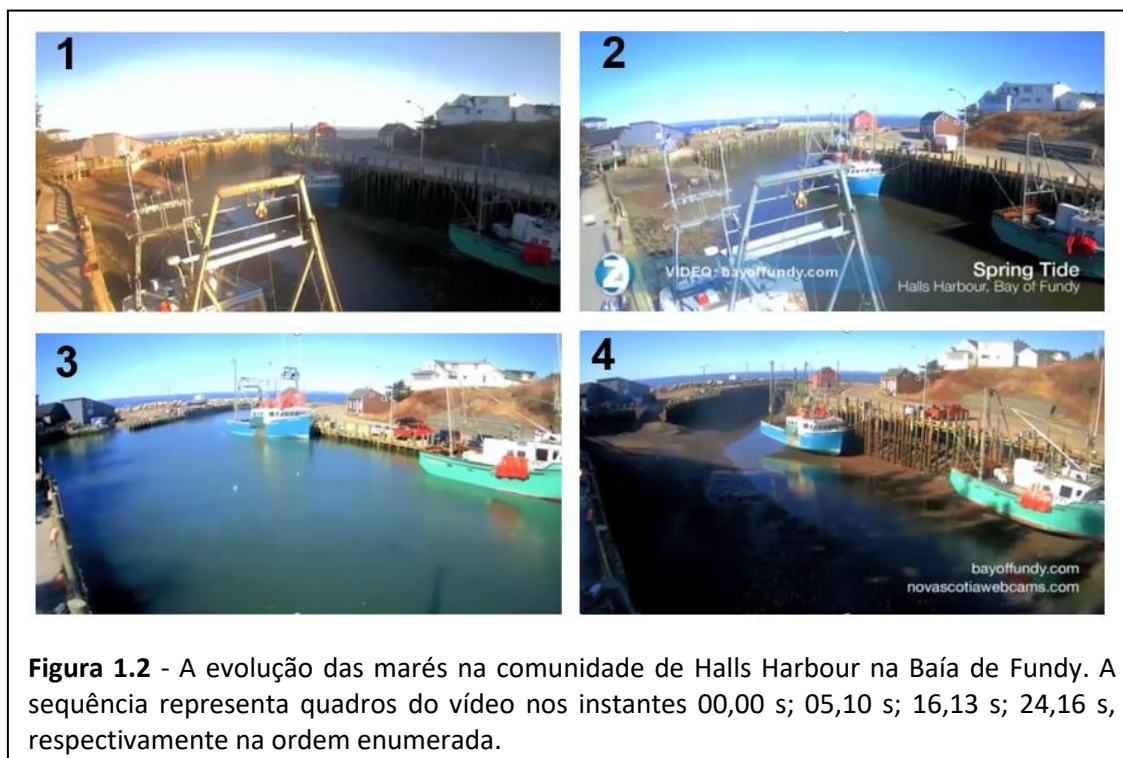 1
2
VÍDEO: bayoffundy.com
Spring Tide
Halls Harbour, Bay of Fundy
3
4
bayoffundy.com
novascotiawebcams.com
Figura 1.2 - A evolução das marés na comunidade de Halls Harbour na Baía de Fundy. A
sequência representa quadros do vídeo nos instantes 00,00 s; 05,10 s; 16,13 s; 24,16 s,
respectivamente na ordem enumerada.